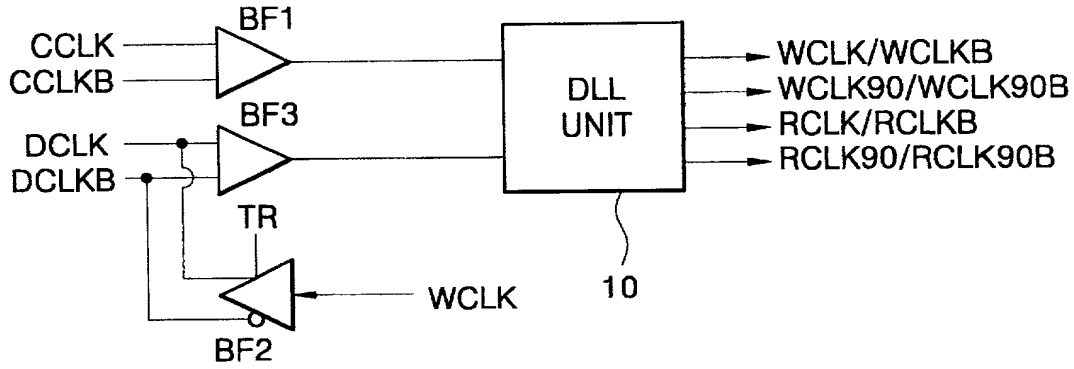 BF1
CCLK
CCLKB
BF3
DCLK
DCLKB
TR
WCLK
BF2
DLL
UNIT
10
WCLK/WCLKB
WCLK90/WCLK90B
RCLK/RCLKB
RCLK90/RCLK90B